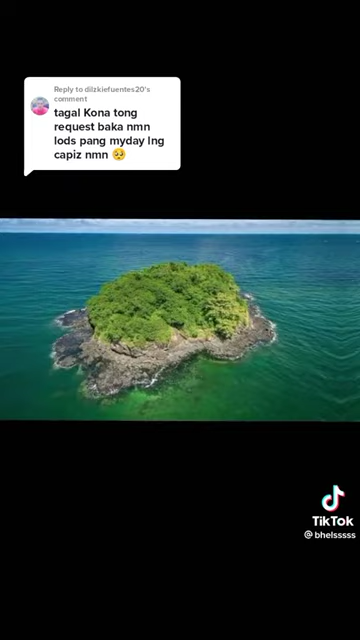 Reply to dilzkiefuentes20's
comment
tagal Kona tong
request baka nmn
lods pang myday lng
capiz nmn 🥺
TikTok
@bhelsssss